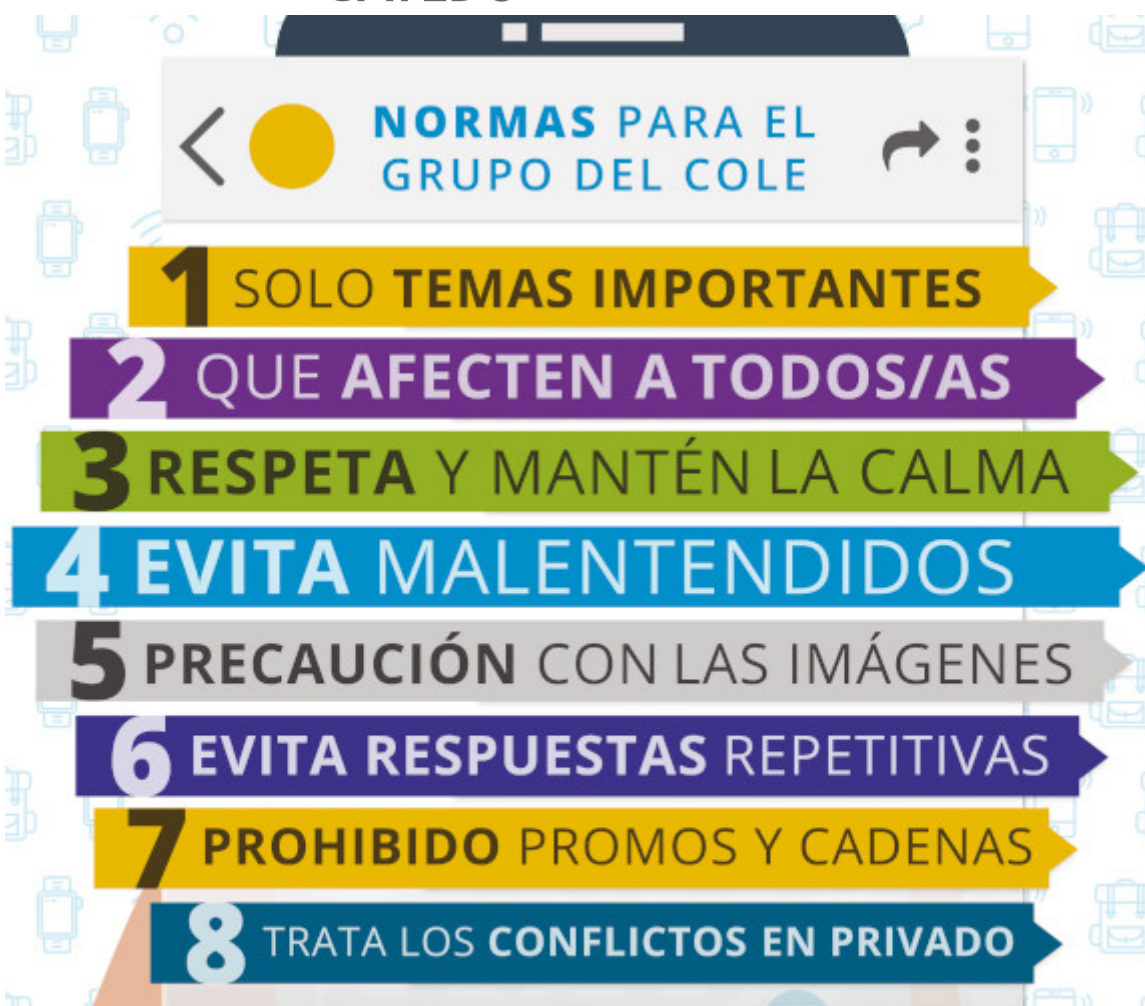 NORMAS PARA EL
GRUPO DEL COLE
1 SOLO TEMAS IMPORTANTES
2 QUE AFECTEN A TODOS/AS
3 RESPETA Y MANTÉN LA CALMA
4 EVITA MALENTENDIDOS
5 PRECAUCIÓN CON LAS IMÁGENES
6 EVITA RESPUESTAS REPETITIVAS
7 PROHIBIDO PROMOS Y CADENAS
8 TRATA LOS CONFLICTOS EN PRIVADO